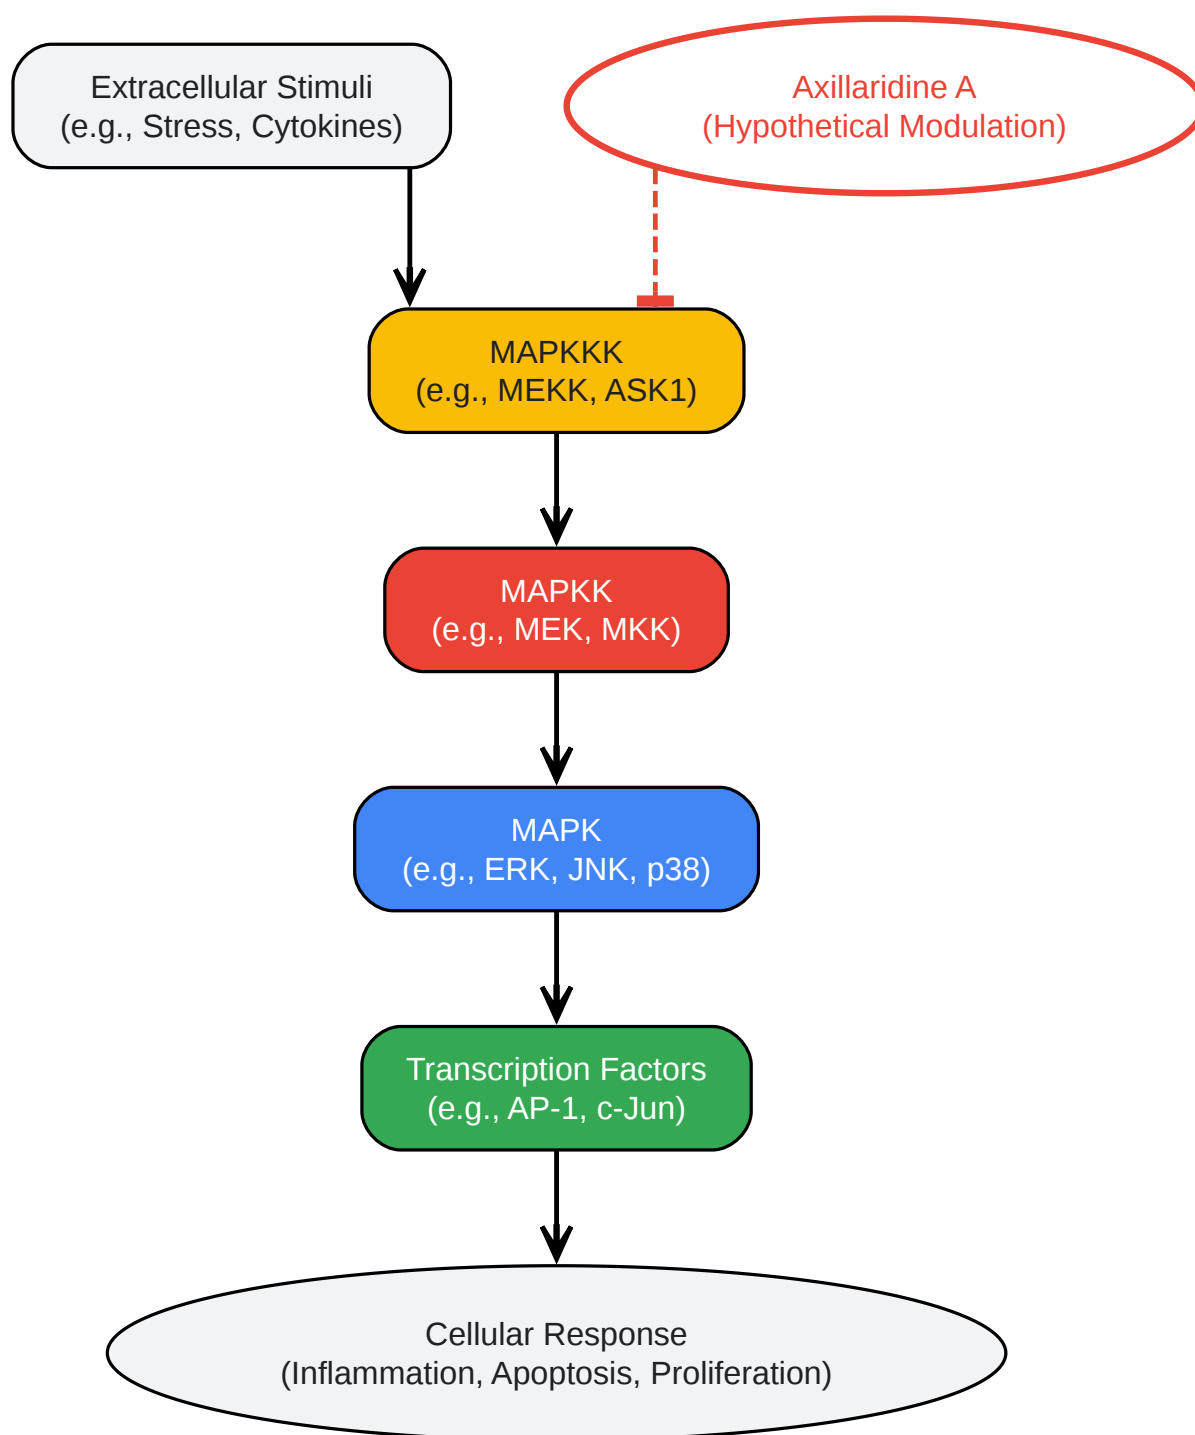 Extracellular Stimuli
(e.g., Stress, Cytokines)
Axillaridine A
(Hypothetical Modulation)
MAPKKK
(e.g., MEKK, ASK1)
MAPKK
(e.g., MEK, MKK)
MAPK
(e.g., ERK, JNK, p38)
Transcription Factors
(e.g., AP-1, c-Jun)
Cellular Response
(Inflammation, Apoptosis, Proliferation)